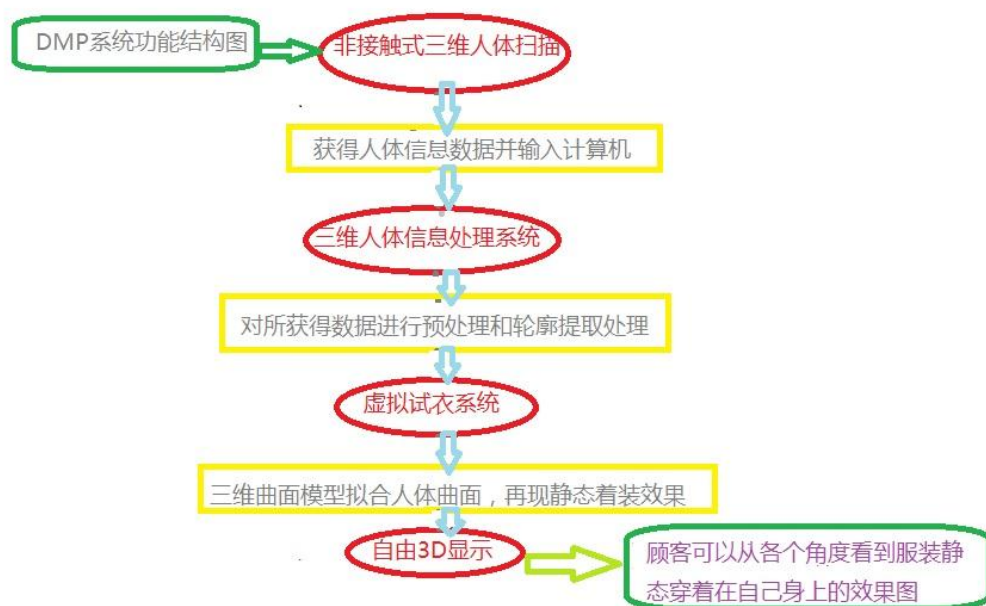 DMP系统功能结构图
非接触式三维人体扫描
获得人体信息数据并输入计算机
三维人体信息处理系统
对所获得数据进行预处理和轮廓提取处理
虚拟试衣系统
三维曲面模型拟合人体曲面，再现静态着装效果
自由3D显示
顾客可以从各个角度看到服装静
态穿着在自己身上的效果图